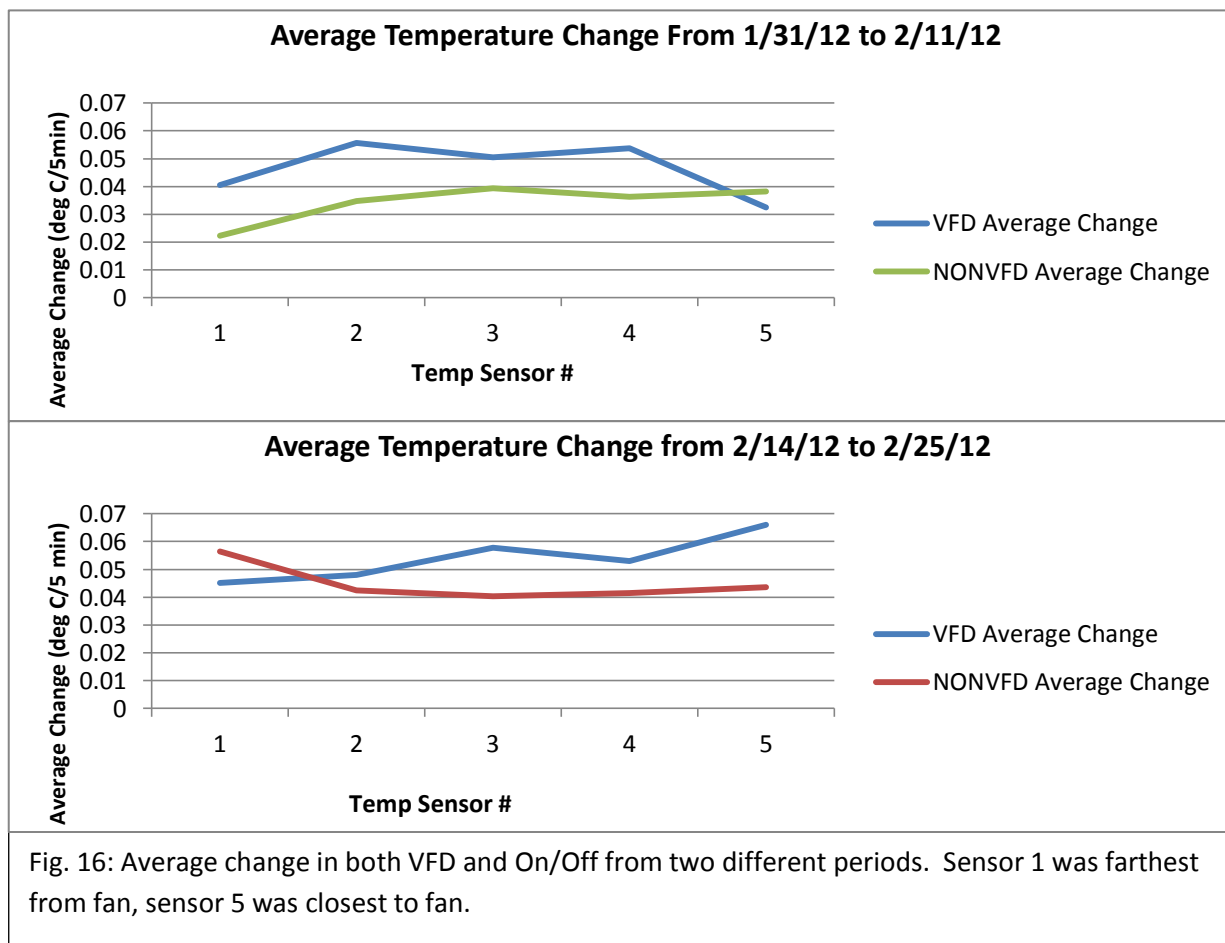 Average Temperature Change From 1/31/12 to 2/11/12
Average Change (deg C/5min)
0.07
0.06
0.05
0.04
0.03
0.02
0.01
0
1 2 3 4 5
Temp Sensor #
VFD Average Change
NONVFD Average Change
Average Temperature Change from 2/14/12 to 2/25/12
Average Change (deg C/5 min)
0.07
0.06
0.05
0.04
0.03
0.02
0.01
0
1 2 3 4 5
Temp Sensor #
VFD Average Change
NONVFD Average Change
Fig. 16: Average change in both VFD and On/Off from two different periods. Sensor 1 was farthest
from fan, sensor 5 was closest to fan.